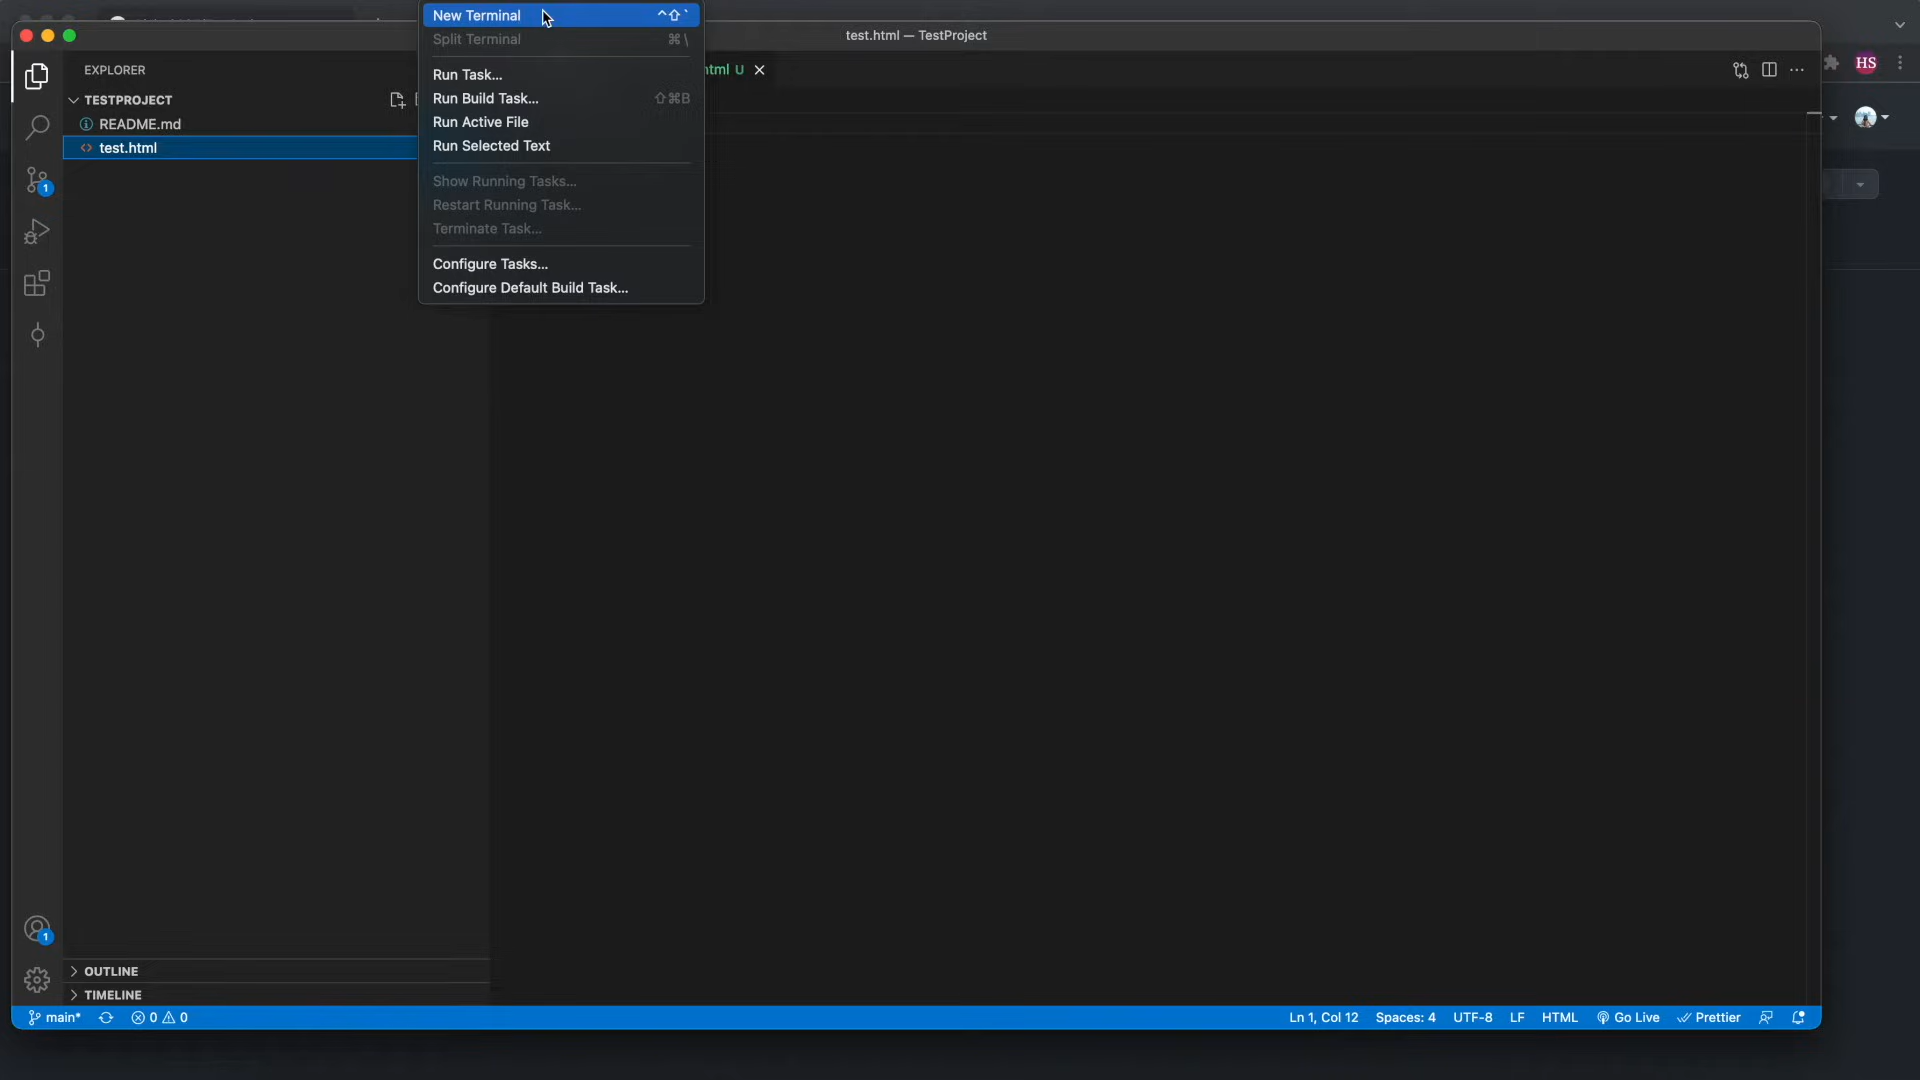 New Terminal ^⇧`
Split Terminal ⌘\
Run Task...
Run Build Task... ⇧⌘B
Run Active File
Run Selected Text
Show Running Tasks...
Restart Running Task...
Terminate Task...
Configure Tasks...
Configure Default Build Task...
test.html — TestProject
html U
HS
EXPLORER
TESTPROJECT
README.md
test.html
1
1
OUTLINE
TIMELINE
main* 0 0
Ln 1, Col 12 Spaces: 4 UTF-8 LF HTML Go Live Prettier